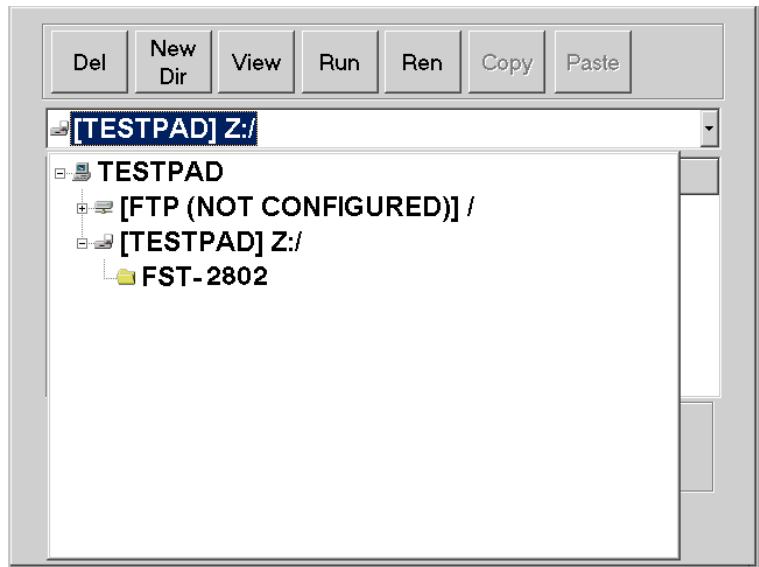 Del New Dir View Run Ren Copy Paste
[TESTPAD] Z:/
TESTPAD
[FTP (NOT CONFIGURED)] /
[TESTPAD] Z:/
FST-2802